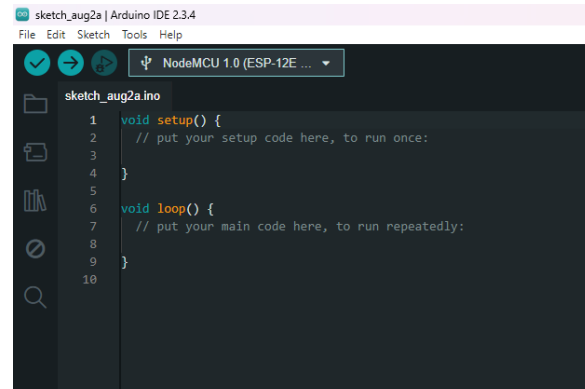 sketch_aug2a | Arduino IDE 2.3.4
File Edit Sketch Tools Help
NodeMCU 1.0 (ESP-12E ...
sketch_aug2a.ino
1 void setup() {
2 // put your setup code here, to run once:
3
4 }
5
6 void loop() {
7 // put your main code here, to run repeatedly:
8
9 }
10